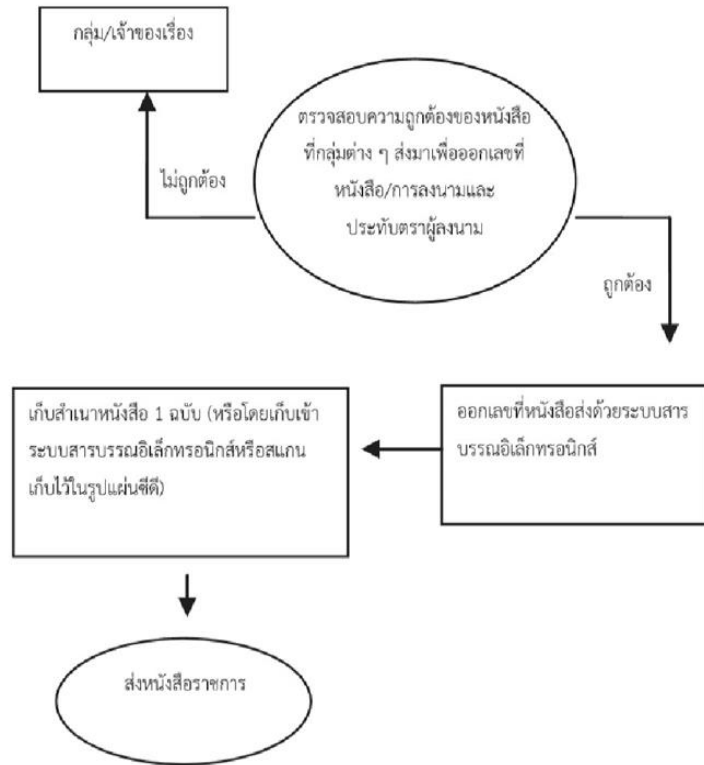 กลุ่ม/เจ้าของเรื่อง
ตรวจสอบความถูกต้องของหนังสือ
ที่กลุ่มต่าง ๆ ส่งมาเพื่อออกเลขที่
หนังสือ/การลงนามและ
ประทับตราผู้ลงนาม
ไม่ถูกต้อง
ถูกต้อง
ออกเลขที่หนังสือส่งด้วยระบบสาร
บรรณอิเล็กทรอนิกส์
เก็บสำเนาหนังสือ 1 ฉบับ (หรือโดยเก็บเข้า
ระบบสารบรรณอิเล็กทรอนิกส์หรือสแกน
เก็บไว้ในรูปแผ่นซีดี)
ส่งหนังสือราชการ